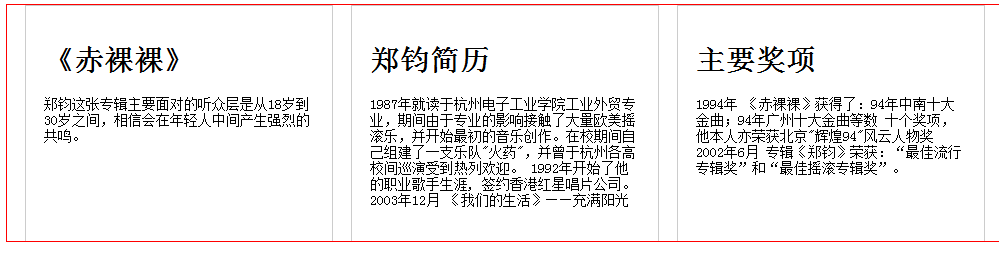 《赤裸裸》
郑钧这张专辑主要面对的听众层是从18岁到
30岁之间，相信会在年轻人中间产生强烈的
共鸣。
郑钧简历
1987年就读于杭州电子工业学院工业外贸专
业，期间由于专业的影响接触了大量欧美摇
滚乐，并开始最初的音乐创作。在校期间自
己组建了一支乐队"火药"，并曾于杭州各高
校间巡演受到热列欢迎。 1992年开始了他
的职业歌手生涯，签约香港红星唱片公司。
2003年12月 《我们的生活》——充满阳光
主要奖项
1994年 《赤裸裸》获得了：94年中南十大
金曲；94年广州十大金曲等数 十个奖项，
他本人亦荣获北京"辉煌94"风云人物奖
2002年6月 专辑《郑钧》荣获：“最佳流行
专辑奖”和“最佳摇滚专辑奖”。